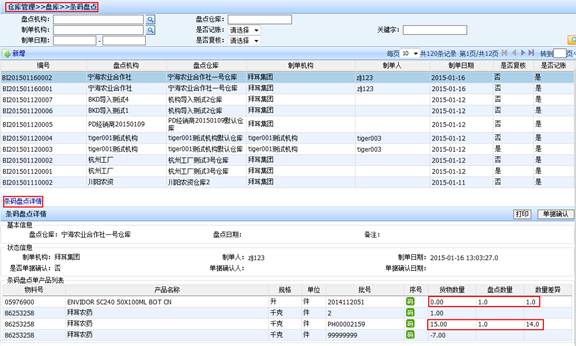 仓库管理>>盘库>>条码盘点
盘点机构: 盘点仓库:
制单机构: 是否记账: 请选择 关键字:
制单日期: - 是否复核: 请选择
新增 每页 10 共120条记录 第1页/共12页 转到 页
编号 盘点机构 盘点仓库 制单机构 制单人 制单日期 是否复核 是否记账
BI201501160002 宁海农业合作社 宁海农业合作社一号仓库 拜耳集团 zjj123 2015-01-16 否 是
BI201501160001 宁海农业合作社 宁海农业合作社一号仓库 拜耳集团 zjj123 2015-01-16 否 是
BI201501120007 BKD导入测试4 机构导入测试2仓库 拜耳集团 2015-01-12 否 否
BI201501120006 BKD导入测试1 机构导入测试2仓库 拜耳集团 2015-01-12 否 否
BI201501120005 PD经销商20150109 PD经销商20150109默认仓库 拜耳集团 2015-01-12 否 是
BI201501120004 tiger001测试机构 tiger001测试机构默认仓库 tiger001测试机构 tiger003 2015-01-12 否 是
BI201501120003 tiger001测试机构 tiger001测试机构默认仓库 拜耳集团 tiger003 2015-01-12 是 是
BI201501120002 杭州工厂 杭州工厂测试3号仓库 拜耳集团 2015-01-12 否 是
BI201501120001 杭州工厂 杭州工厂测试3号仓库 拜耳集团 2015-01-12 是 是
BI201501110002 川阳农资 川阳农资仓库2 拜耳集团 2015-01-11 否 是
条码盘点详情
条码盘点详情 打印 单据确认
基本信息
盘点仓库: 宁海农业合作社一号仓库 盘点日期: 备注:
状态信息
制单机构: 拜耳集团 制单人: zjj123 制单日期: 2015-01-16 13:03:27.0
是否单据确认: 否 单据确认人: 单据确认日期:
条码盘点单产品列表
物料号 产品名称 规格 单位 批号 序号 货物数量 盘点数量 数量差异
05976900 ENVIDOR SC240 50X100ML BOT CN 升 件 2014112051 码 0.00 1.0 1.0
86253258 拜耳农药 千克 件 2 码 1.00
86253258 拜耳农药 千克 件 PH00002159 码 15.00 1.0 14.0
86253258 拜耳农药 千克 件 99999999 码 -7.00